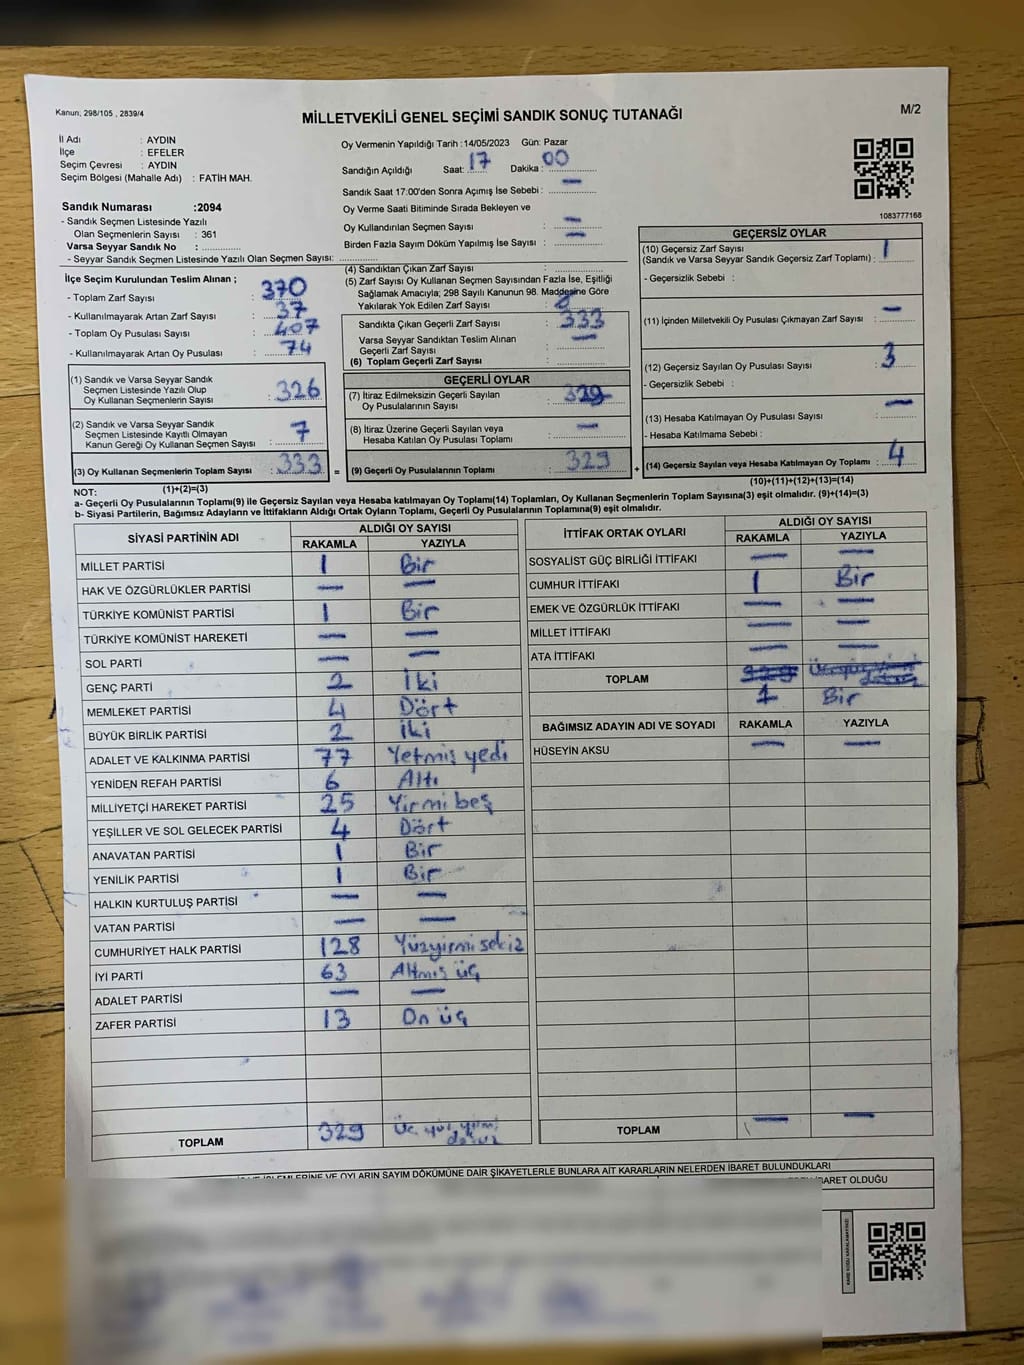 Kanun; 298/105 , 2839/4
MİLLETVEKİLİ GENEL SEÇİMİ SANDIK SONUÇ TUTANAĞI
M/2
İl Adı : AYDIN
İlçe : EFELER
Seçim Çevresi : AYDIN
Seçim Bölgesi (Mahalle Adı) : FATİH MAH.
Oy Vermenin Yapıldığı Tarih :14/05/2023 Gün: Pazar
Sandığın Açıldığı Saat: 17 Dakika : 00
Sandık Saat 17:00'den Sonra Açımış İse Sebebi : —
Oy Verme Saati Bitiminde Sırada Bekleyen ve
Oy Kullandırılan Seçmen Sayısı : —
Birden Fazla Sayım Döküm Yapılmış İse Sayısı : —
1083777168
Sandık Numarası :2094
- Sandık Seçmen Listesinde Yazılı
Olan Seçmenlerin Sayısı : 361
Varsa Seyyar Sandık No :
- Seyyar Sandık Seçmen Listesinde Yazılı Olan Seçmen Sayısı:
İlçe Seçim Kurulundan Teslim Alınan ;
- Toplam Zarf Sayısı : 370
- Kullanılmayarak Artan Zarf Sayısı : 37
- Toplam Oy Pusulası Sayısı : 407
- Kullanılmayarak Artan Oy Pusulası : 74
(1) Sandık ve Varsa Seyyar Sandık
Seçmen Listesinde Yazılı Olup
Oy Kullanan Seçmenlerin Sayısı : 326
(2) Sandık ve Varsa Seyyar Sandık
Seçmen Listesinde Kayıtlı Olmayan
Kanun Gereği Oy Kullanan Seçmen Sayısı : 7
(3) Oy Kullanan Seçmenlerin Toplam Sayısı : 333
(1)+(2)=(3)
(4) Sandıktan Çıkan Zarf Sayısı :
(5) Zarf Sayısı Oy Kullanan Seçmen Sayısından Fazla İse, Eşitliği
Sağlamak Amacıyla; 298 Sayılı Kanunun 98. Maddesine Göre
Yakılarak Yok Edilen Zarf Sayısı :
Sandıkta Çıkan Geçerli Zarf Sayısı : 333
Varsa Seyyar Sandıktan Teslim Alınan
Geçerli Zarf Sayısı : —
(6) Toplam Geçerli Zarf Sayısı :
GEÇERLİ OYLAR
(7) İtiraz Edilmeksizin Geçerli Sayılan
Oy Pusulalarının Sayısı : 329
(8) İtiraz Üzerine Geçerli Sayılan veya
Hesaba Katılan Oy Pusulası Toplamı : —
= (9) Geçerli Oy Pusulalarının Toplamı : 329
GEÇERSİZ OYLAR
(10) Geçersiz Zarf Sayısı
(Sandık ve Varsa Seyyar Sandık Geçersiz Zarf Toplamı) : 1
- Geçersizlik Sebebi :
(11) İçinden Milletvekili Oy Pusulası Çıkmayan Zarf Sayısı : —
(12) Geçersiz Sayılan Oy Pusulası Sayısı : 3
- Geçersizlik Sebebi :
(13) Hesaba Katılmayan Oy Pusulası Sayısı : —
- Hesaba Katılmama Sebebi :
+ (14) Geçersiz Sayılan veya Hesaba Katılmayan Oy Toplamı : 4
(10)+(11)+(12)+(13)=(14)
NOT:
a- Geçerli Oy Pusulalarının Toplamı(9) ile Geçersiz Sayılan veya Hesaba katılmayan Oy Toplamı(14) Toplamları, Oy Kullanan Seçmenlerin Toplam Sayısına(3) eşit olmalıdır. (9)+(14)=(3)
b- Siyasi Partilerin, Bağımsız Adayların ve İttifakların Aldığı Ortak Oyların Toplamı, Geçerli Oy Pusulalarının Toplamına(9) eşit olmalıdır.
SİYASİ PARTİNİN ADI ALDIĞI OY SAYISI
RAKAMLA YAZIYLA
MİLLET PARTİSİ 1 Bir
HAK VE ÖZGÜRLÜKLER PARTİSİ — —
TÜRKİYE KOMÜNİST PARTİSİ 1 Bir
TÜRKİYE KOMÜNİST HAREKETİ — —
SOL PARTİ — —
GENÇ PARTİ 2 İki
MEMLEKET PARTİSİ 4 Dört
BÜYÜK BİRLİK PARTİSİ 2 İki
ADALET VE KALKINMA PARTİSİ 77 Yetmiş yedi
YENİDEN REFAH PARTİSİ 6 Altı
MİLLİYETÇİ HAREKET PARTİSİ 25 Yirmi beş
YEŞİLLER VE SOL GELECEK PARTİSİ 4 Dört
ANAVATAN PARTİSİ 1 Bir
YENİLİK PARTİSİ 1 Bir
HALKIN KURTULUŞ PARTİSİ — —
VATAN PARTİSİ — —
CUMHURİYET HALK PARTİSİ 128 Yüzyirmi sekiz
İYİ PARTİ 63 Altmış üç
ADALET PARTİSİ — —
ZAFER PARTİSİ 13 On üç
TOPLAM 329 Üç yüz yirmi dokuz
İTTİFAK ORTAK OYLARI ALDIĞI OY SAYISI
RAKAMLA YAZIYLA
SOSYALİST GÜÇ BİRLİĞİ İTTİFAKI — —
CUMHUR İTTİFAKI 1 Bir
EMEK VE ÖZGÜRLÜK İTTİFAKI — —
MİLLET İTTİFAKI — —
ATA İTTİFAKI — —
TOPLAM 329
1 Bir
BAĞIMSIZ ADAYIN ADI VE SOYADI RAKAMLA YAZIYLA
HÜSEYİN AKSU — —
TOPLAM — —
İŞLEMLERİNE VE OYLARIN SAYIM DÖKÜMÜNE DAİR ŞİKAYETLERLE BUNLARA AİT KARARLARIN NELERDEN İBARET BULUNDUKLARI
İBARET OLDUĞU